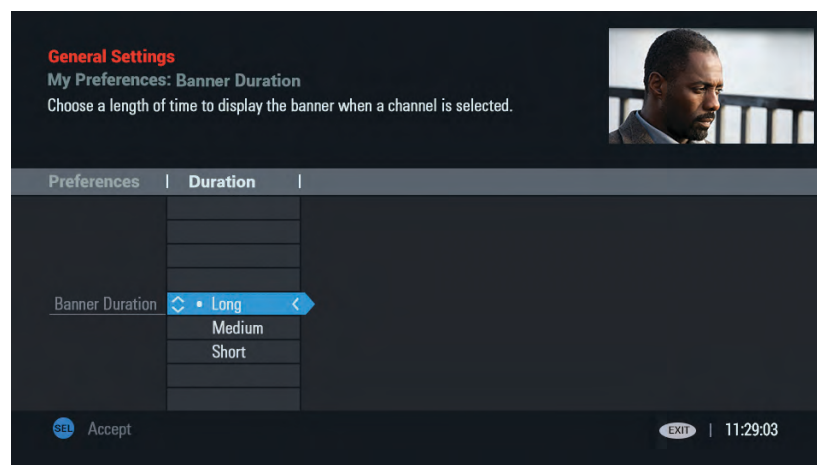 General Settings
My Preferences: Banner Duration
Choose a length of time to display the banner when a channel is selected.
Preferences | Duration |
Banner Duration • Long
Medium
Short
SEL Accept
EXIT | 11:29:03